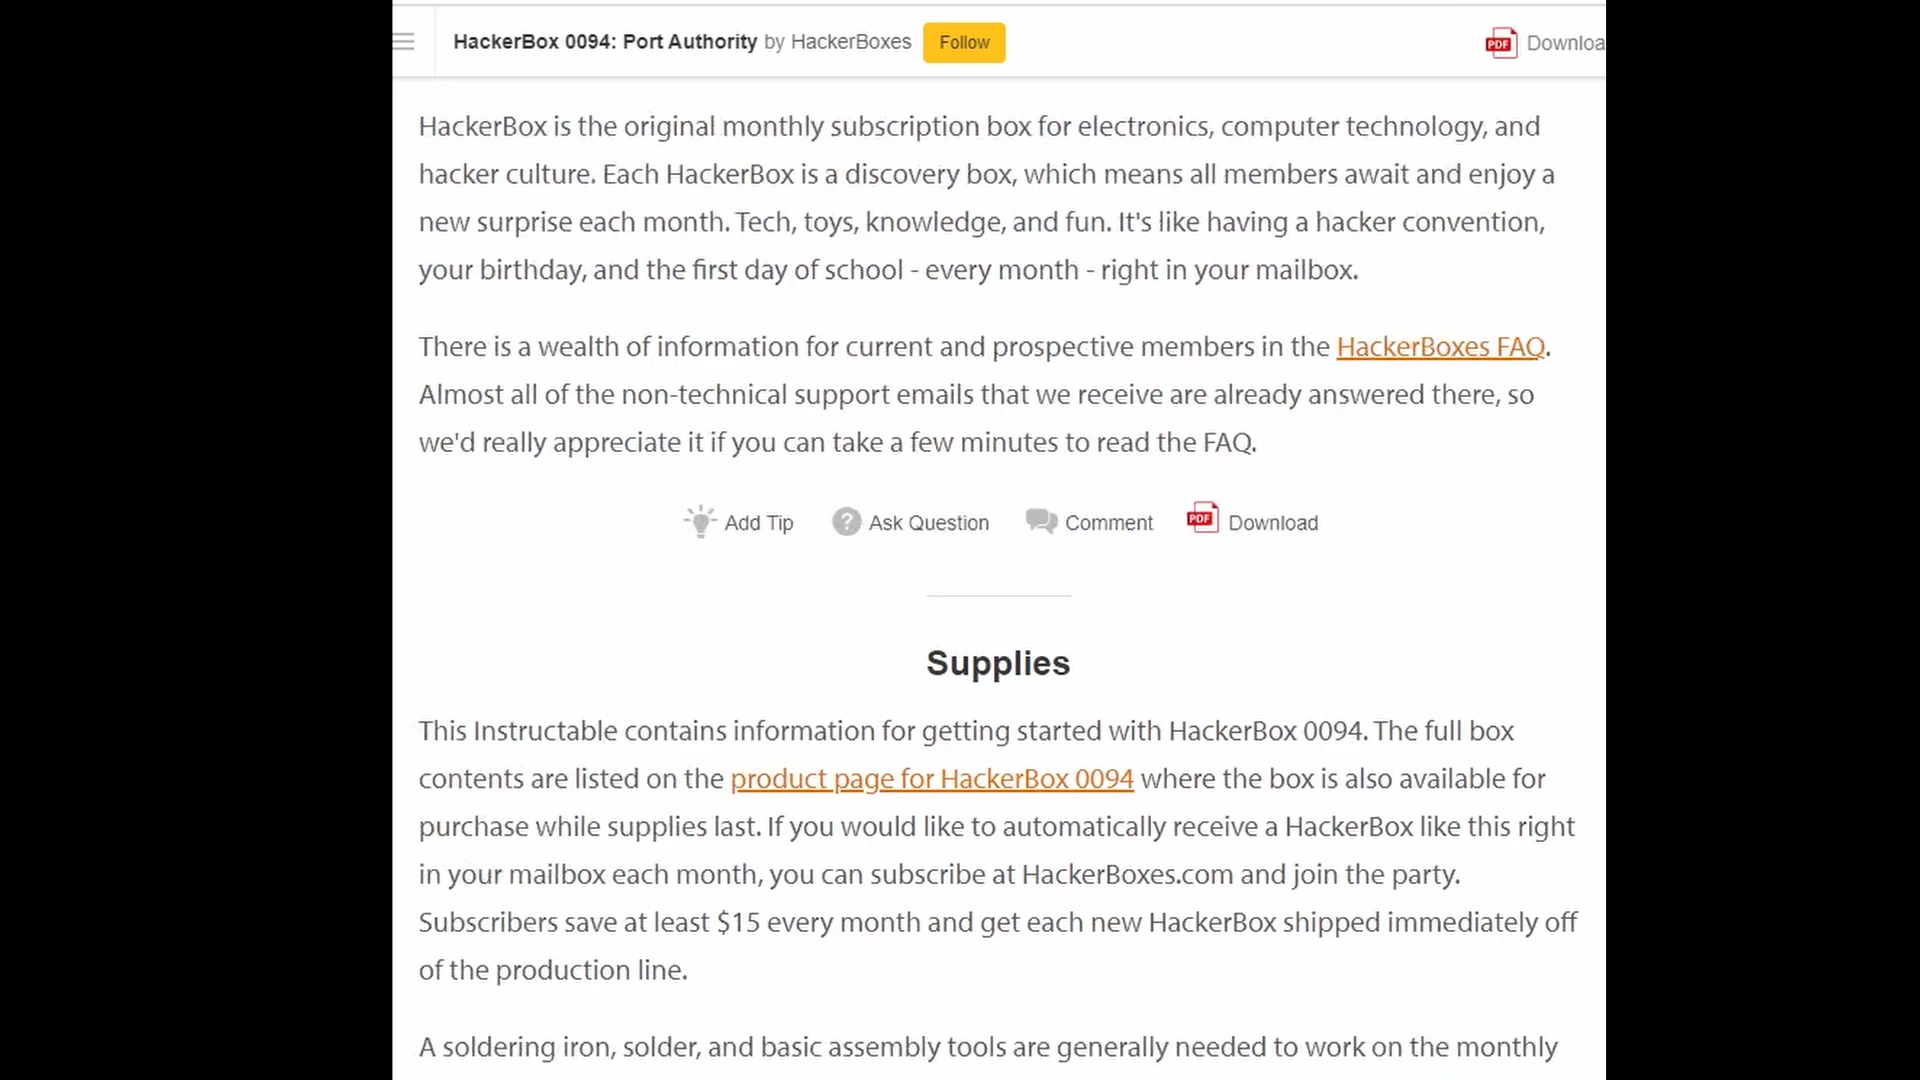 HackerBox 0094: Port Authority by HackerBoxes Follow PDF Downloa
HackerBox is the original monthly subscription box for electronics, computer technology, and
hacker culture. Each HackerBox is a discovery box, which means all members await and enjoy a
new surprise each month. Tech, toys, knowledge, and fun. It's like having a hacker convention,
your birthday, and the first day of school - every month - right in your mailbox.
There is a wealth of information for current and prospective members in the HackerBoxes FAQ.
Almost all of the non-technical support emails that we receive are already answered there, so
we'd really appreciate it if you can take a few minutes to read the FAQ.
Add Tip ? Ask Question Comment PDF Download
Supplies
This Instructable contains information for getting started with HackerBox 0094. The full box
contents are listed on the product page for HackerBox 0094 where the box is also available for
purchase while supplies last. If you would like to automatically receive a HackerBox like this right
in your mailbox each month, you can subscribe at HackerBoxes.com and join the party.
Subscribers save at least $15 every month and get each new HackerBox shipped immediately off
of the production line.
A soldering iron, solder, and basic assembly tools are generally needed to work on the monthly